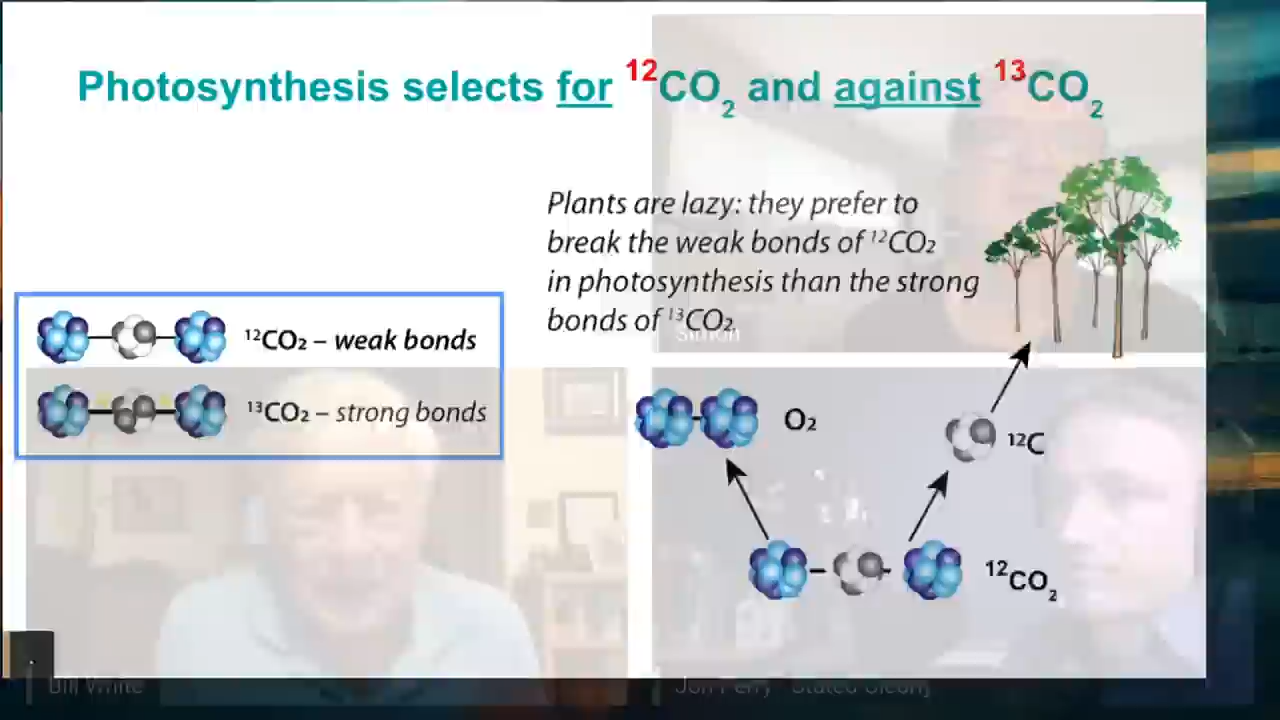 Photosynthesis selects for ¹²CO₂ and against ¹³CO₂
Plants are lazy: they prefer to
break the weak bonds of ¹²CO₂
in photosynthesis than the strong
bonds of ¹³CO₂
Simon
¹²CO₂ – weak bonds
¹³CO₂ – strong bonds
O₂
¹²C
¹²CO₂
Bill White
Jon Perry